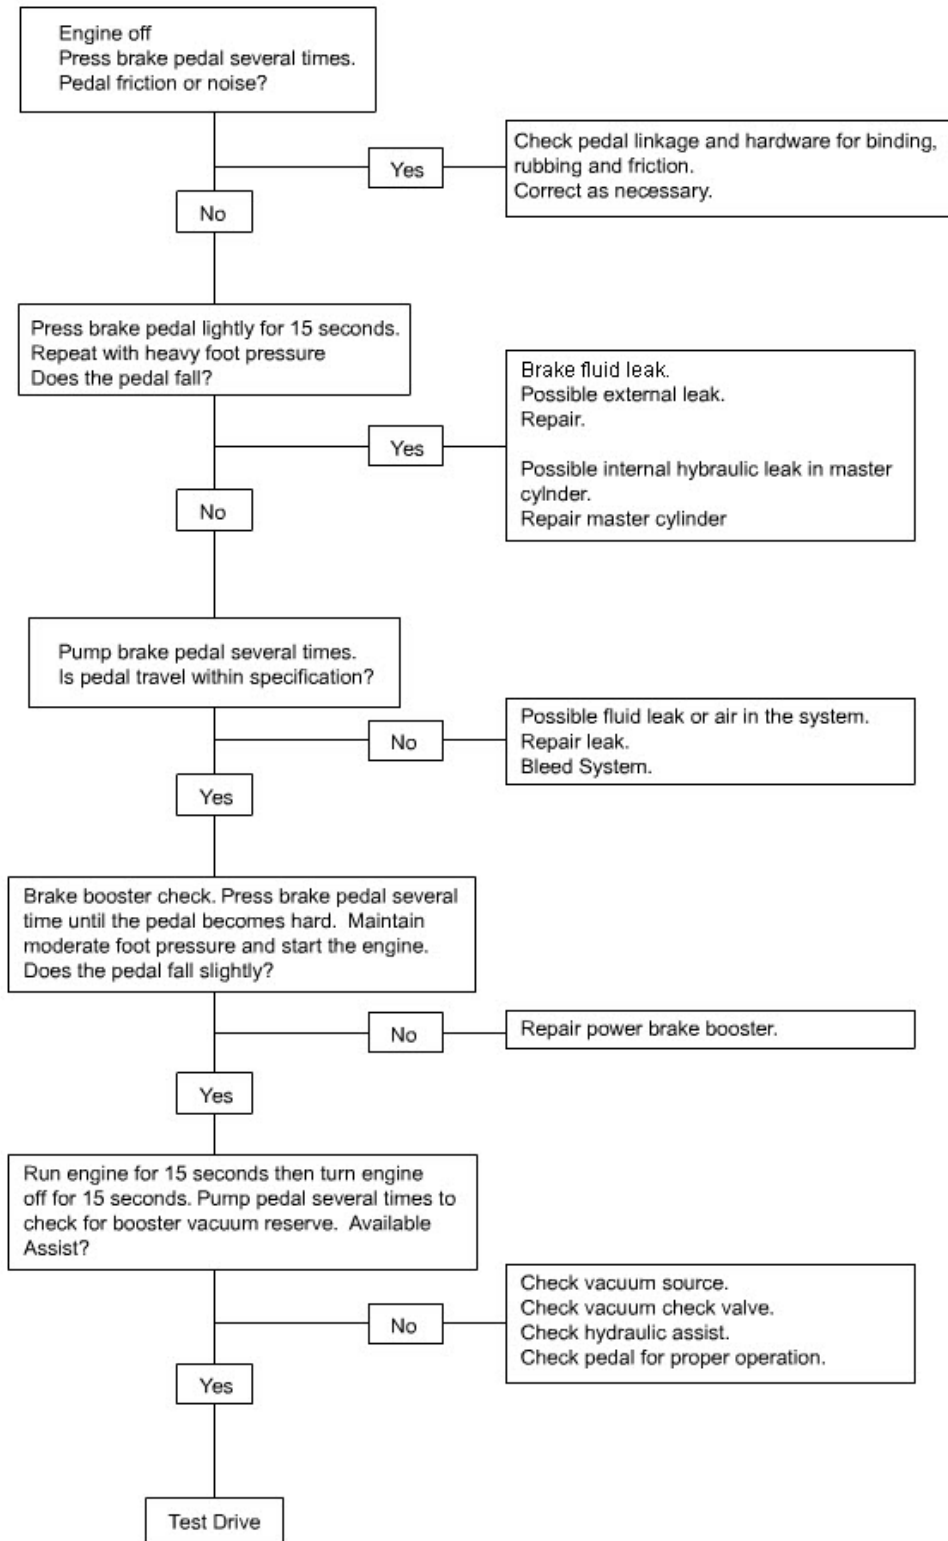 Engine off
Press brake pedal several times.
Pedal friction or noise?
Yes
Check pedal linkage and hardware for binding,
rubbing and friction.
Correct as necessary.
No
Press brake pedal lightly for 15 seconds.
Repeat with heavy foot pressure
Does the pedal fall?
Yes
Brake fluid leak.
Possible external leak.
Repair.
Possible internal hybraulic leak in master
cylnder.
Repair master cylinder
No
Pump brake pedal several times.
Is pedal travel within specification?
No
Possible fluid leak or air in the system.
Repair leak.
Bleed System.
Yes
Brake booster check. Press brake pedal several
time until the pedal becomes hard. Maintain
moderate foot pressure and start the engine.
Does the pedal fall slightly?
No
Repair power brake booster.
Yes
Run engine for 15 seconds then turn engine
off for 15 seconds. Pump pedal several times to
check for booster vacuum reserve. Available
Assist?
No
Check vacuum source.
Check vacuum check valve.
Check hydraulic assist.
Check pedal for proper operation.
Yes
Test Drive